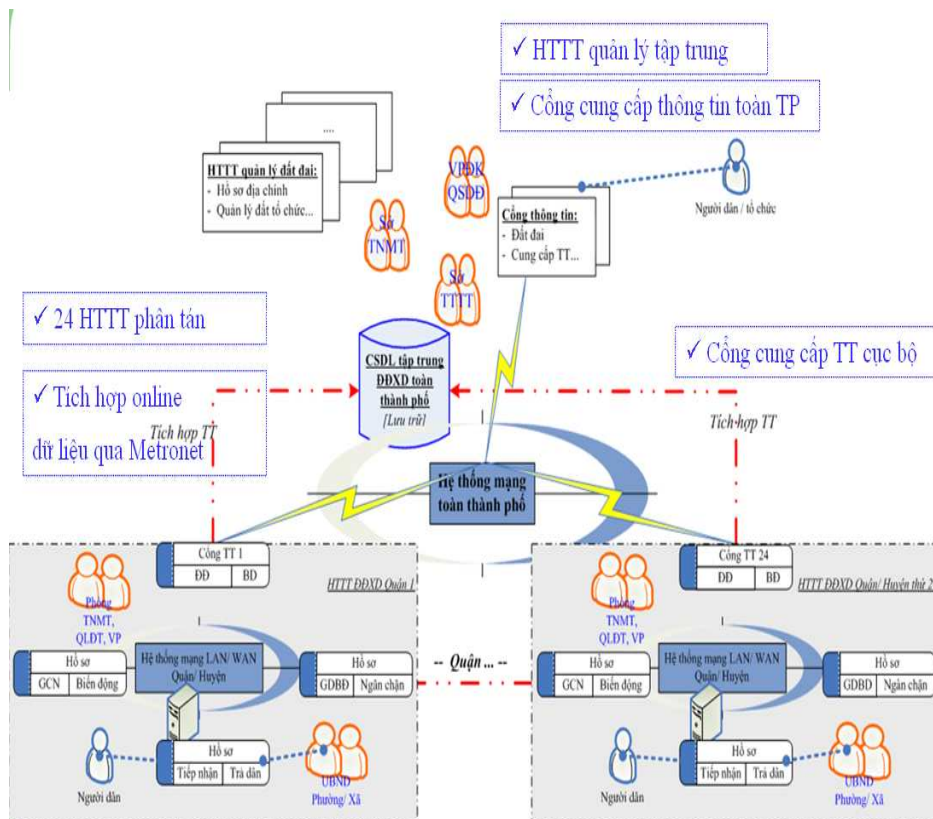 ✓ HTTT quản lý tập trung
✓ Cổng cung cấp thông tin toàn TP
....
HTTT quản lý đất đai:
- Hồ sơ địa chính
- Quản lý đất tổ chức...
VPĐK
QSDĐ
Người dân / tổ chức
Cổng thông tin:
- Đất đai
- Cung cấp TT...
Sở
TNMT
Sở
TTTT
✓ 24 HTTT phân tán
✓ Tích hợp online
dữ liệu qua Metronet
Tích hợp TT
CSDL tập trung
ĐĐXD toàn
thành phố
[Lưu trữ]
✓ Cổng cung cấp TT cục bộ
Tích hợp TT
Hệ thống mạng
toàn thành phố
Cổng TT 1
ĐĐ
BD
HTTT ĐĐXD Quận 1
Phòng
TNMT,
QLĐT, VP
Hồ sơ
GCN
Biến động
Hệ thống mạng LAN/ WAN
Quận/ Huyện
Hồ sơ
GDBĐ
Ngăn chặn
Hồ sơ
Tiếp nhận
Trả dân
Người dân
UBND
Phường/ Xã
-- Quận ... --
Cổng TT 24
ĐĐ
BĐ
HTTT ĐĐXD Quận/ Huyện thứ 2
Phòng
TNMT,
QLĐT, VP
Hồ sơ
GCN
Biến động
Hệ thống mạng LAN/ WAN
Quận/ Huyện
Hồ sơ
GDBD
Ngăn chặn
Hồ sơ
Tiếp nhận
Trả dân
Người dân
UBND
Phường/ Xã